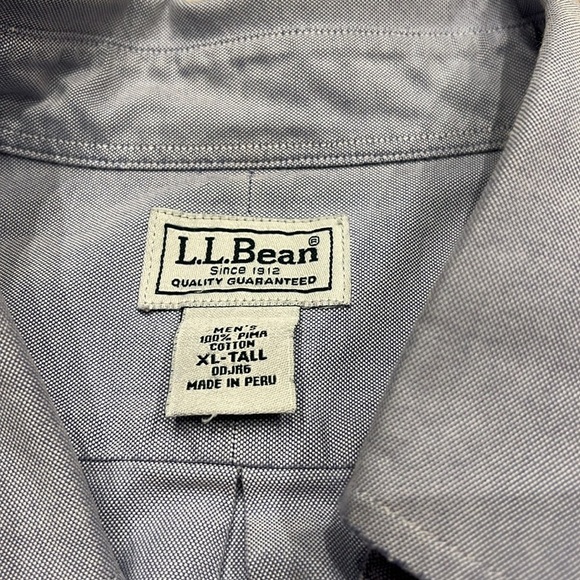 L.L.Bean®
Since 1912
QUALITY GUARANTEED
MEN'S
100% PIMA
COTTON
XL-TALL
0DJR6
MADE IN PERU